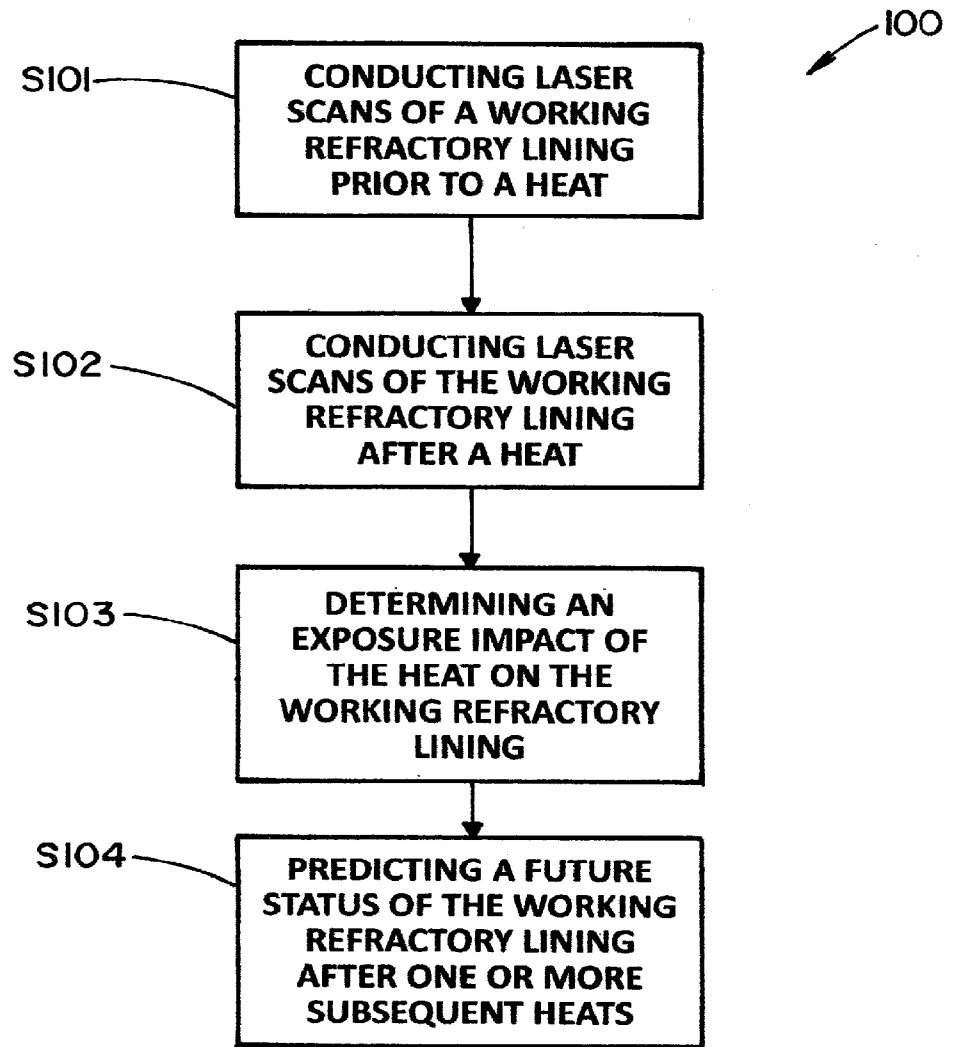 100
S101
CONDUCTING LASER
SCANS OF A WORKING
REFRACTORY LINING
PRIOR TO A HEAT
S102
CONDUCTING LASER
SCANS OF THE WORKING
REFRACTORY LINING
AFTER A HEAT
S103
DETERMINING AN
EXPOSURE IMPACT OF
THE HEAT ON THE
WORKING REFRACTORY
LINING
S104
PREDICTING A FUTURE
STATUS OF THE WORKING
REFRACTORY LINING
AFTER ONE OR MORE
SUBSEQUENT HEATS